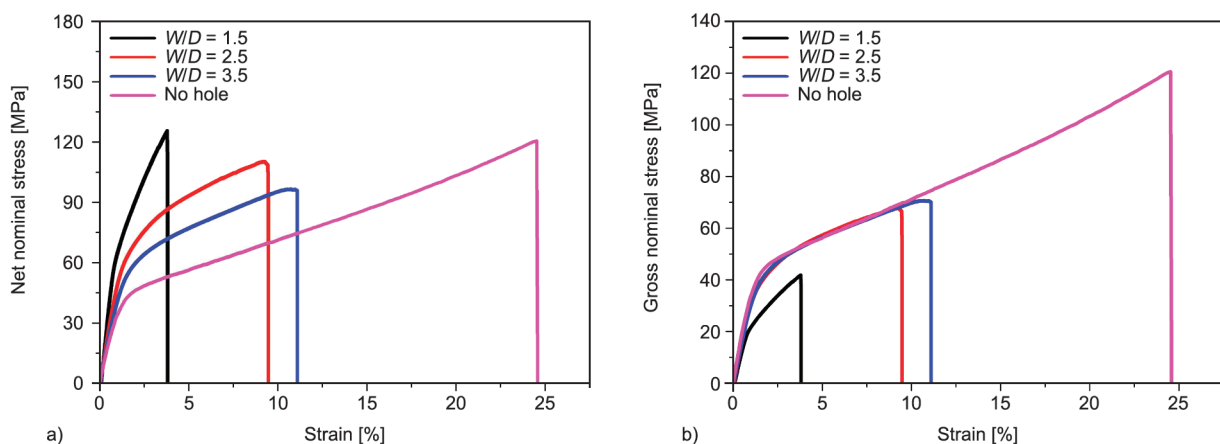 180
150
120
90
60
30
0
Net nominal stress [MPa]
W/D = 1.5
W/D = 2.5
W/D = 3.5
No hole
0 5 10 15 20 25
Strain [%]
a)
140
120
100
80
60
40
20
0
Gross nominal stress [MPa]
W/D = 1.5
W/D = 2.5
W/D = 3.5
No hole
0 5 10 15 20 25
Strain [%]
b)